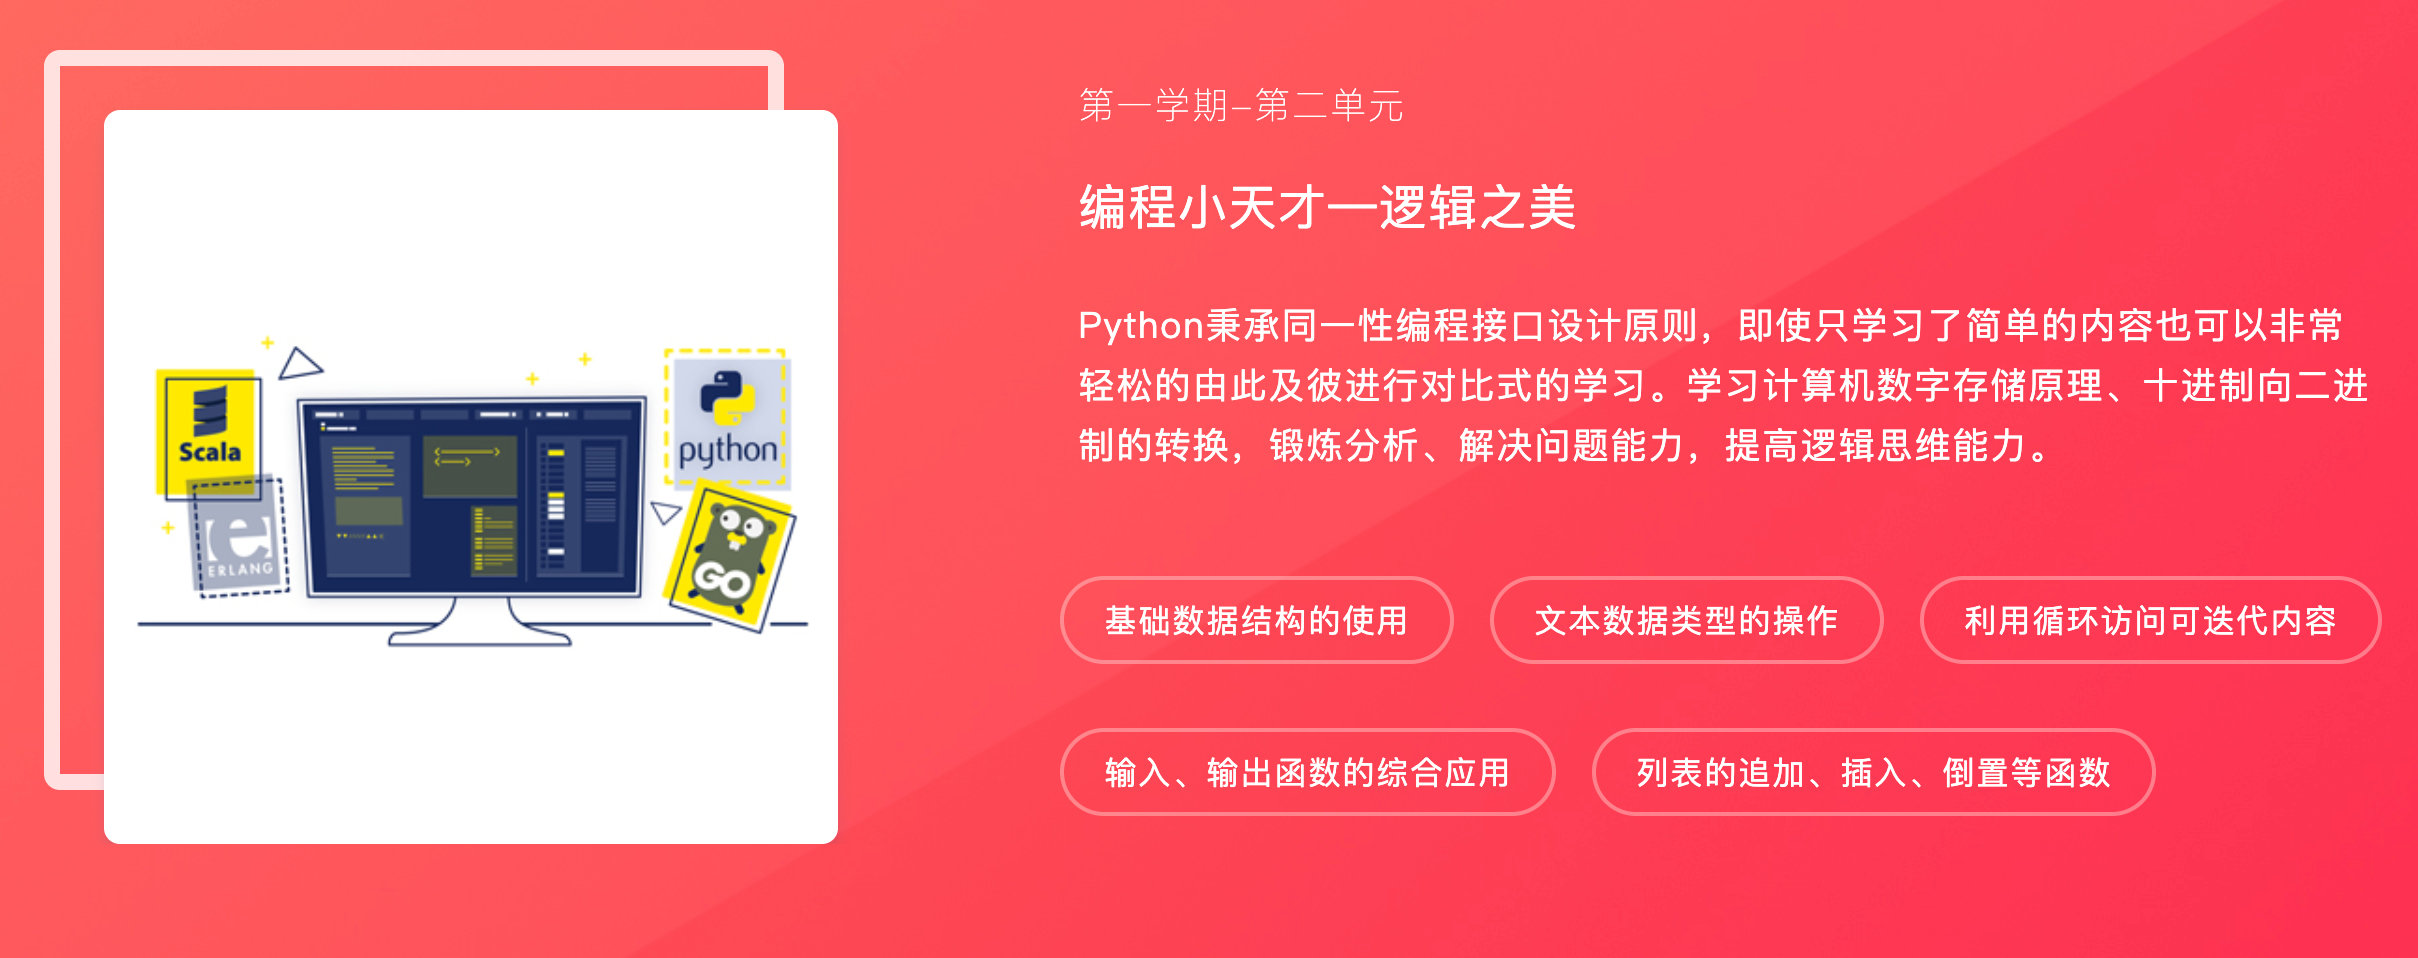 第一学期-第二单元
编程小天才—逻辑之美
Python秉承同一性编程接口设计原则，即使只学习了简单的内容也可以非常
轻松的由此及彼进行对比式的学习。学习计算机数字存储原理、十进制向二进
制的转换，锻炼分析、解决问题能力，提高逻辑思维能力。
基础数据结构的使用
文本数据类型的操作
利用循环访问可迭代内容
输入、输出函数的综合应用
列表的追加、插入、倒置等函数
Scala
e
ERLANG
python
GO